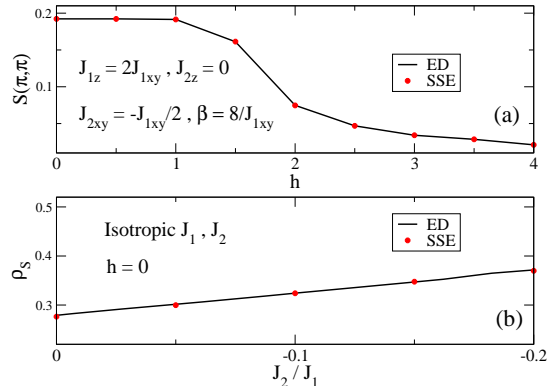 0.2
0.1
S(π,π)
J1z = 2J1xy , J2z = 0
J2xy = -J1xy/2 , β = 8/J1xy
ED
SSE
(a)
0 1 2 3 4
h
0.5
0.4
0.3
ρS
Isotropic J1 , J2
h = 0
ED
SSE
(b)
0 -0.1 -0.2
J2 / J1